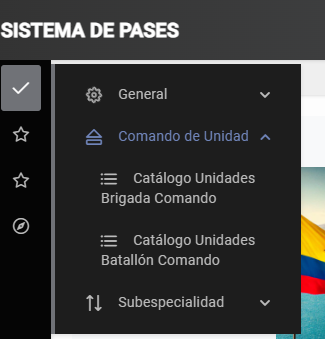 SISTEMA DE PASES
General
Comando de Unidad
Catálogo Unidades
Brigada Comando
Catálogo Unidades
Batallón Comando
Subespecialidad